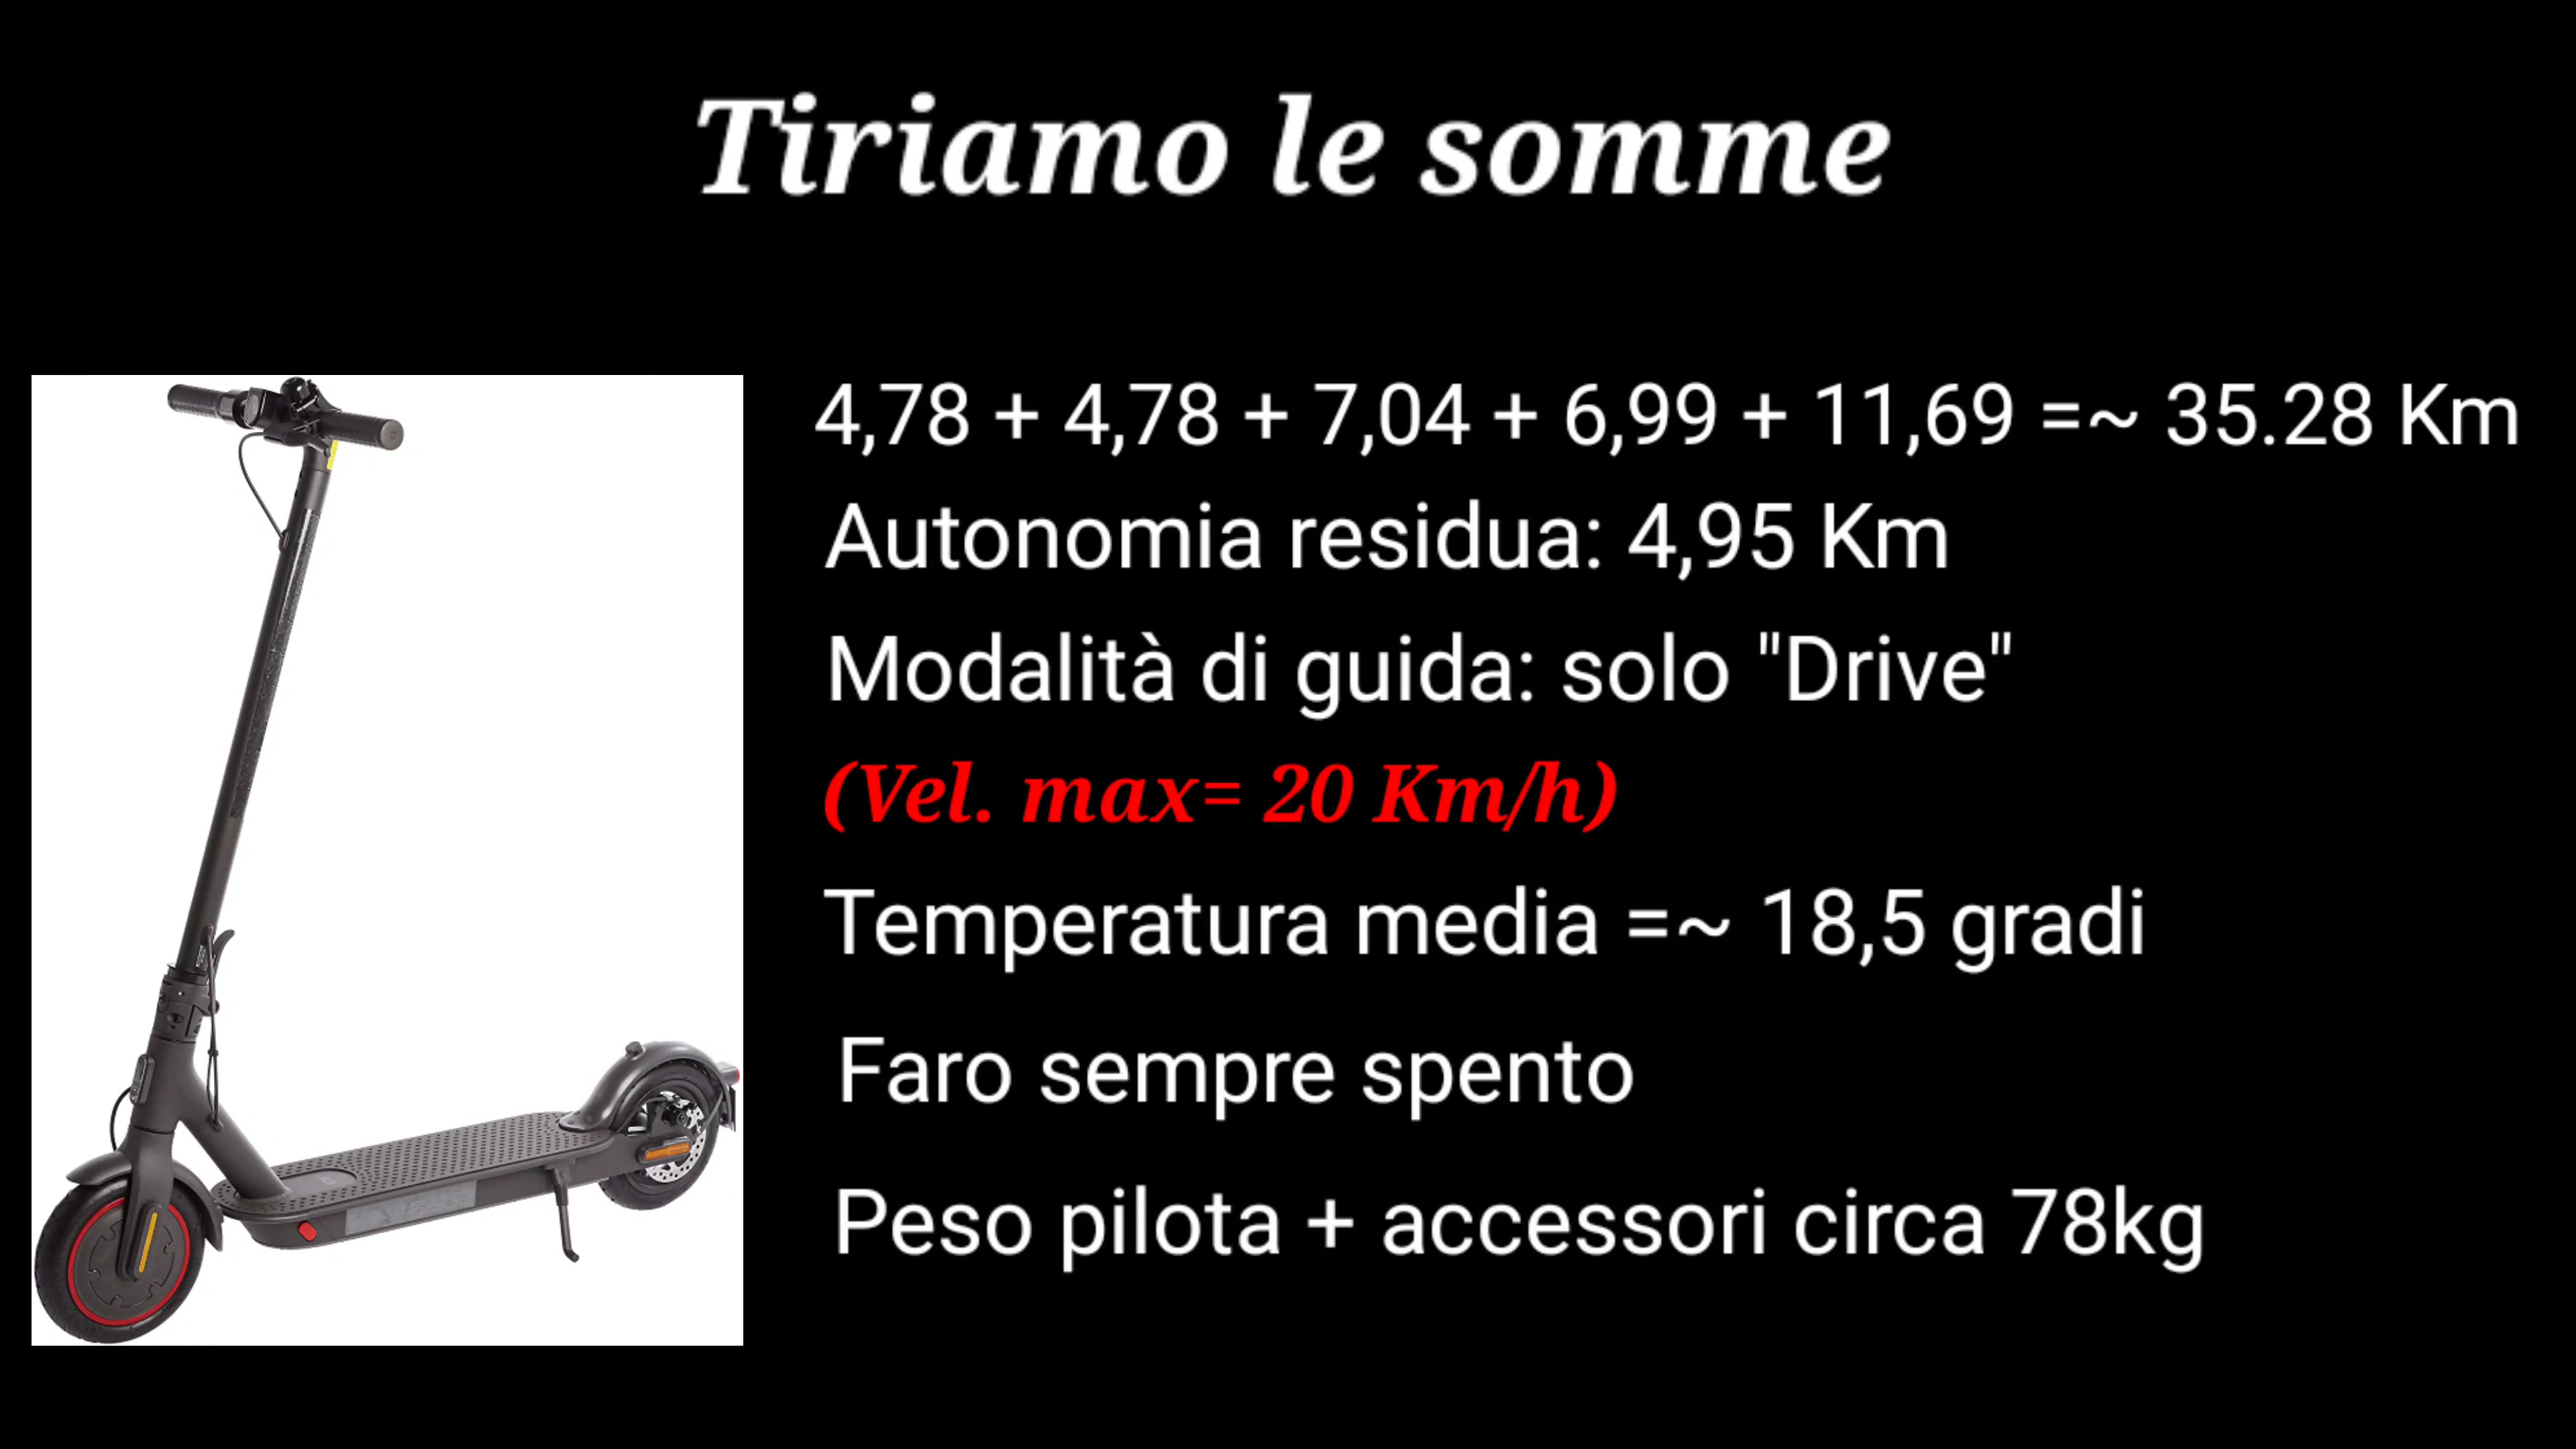 Tiriamo le somme
4,78 + 4,78 + 7,04 + 6,99 + 11,69 =~ 35.28 Km
Autonomia residua: 4,95 Km
Modalità di guida: solo "Drive"
(Vel. max= 20 Km/h)
Temperatura media =~ 18,5 gradi
Faro sempre spento
Peso pilota + accessori circa 78kg